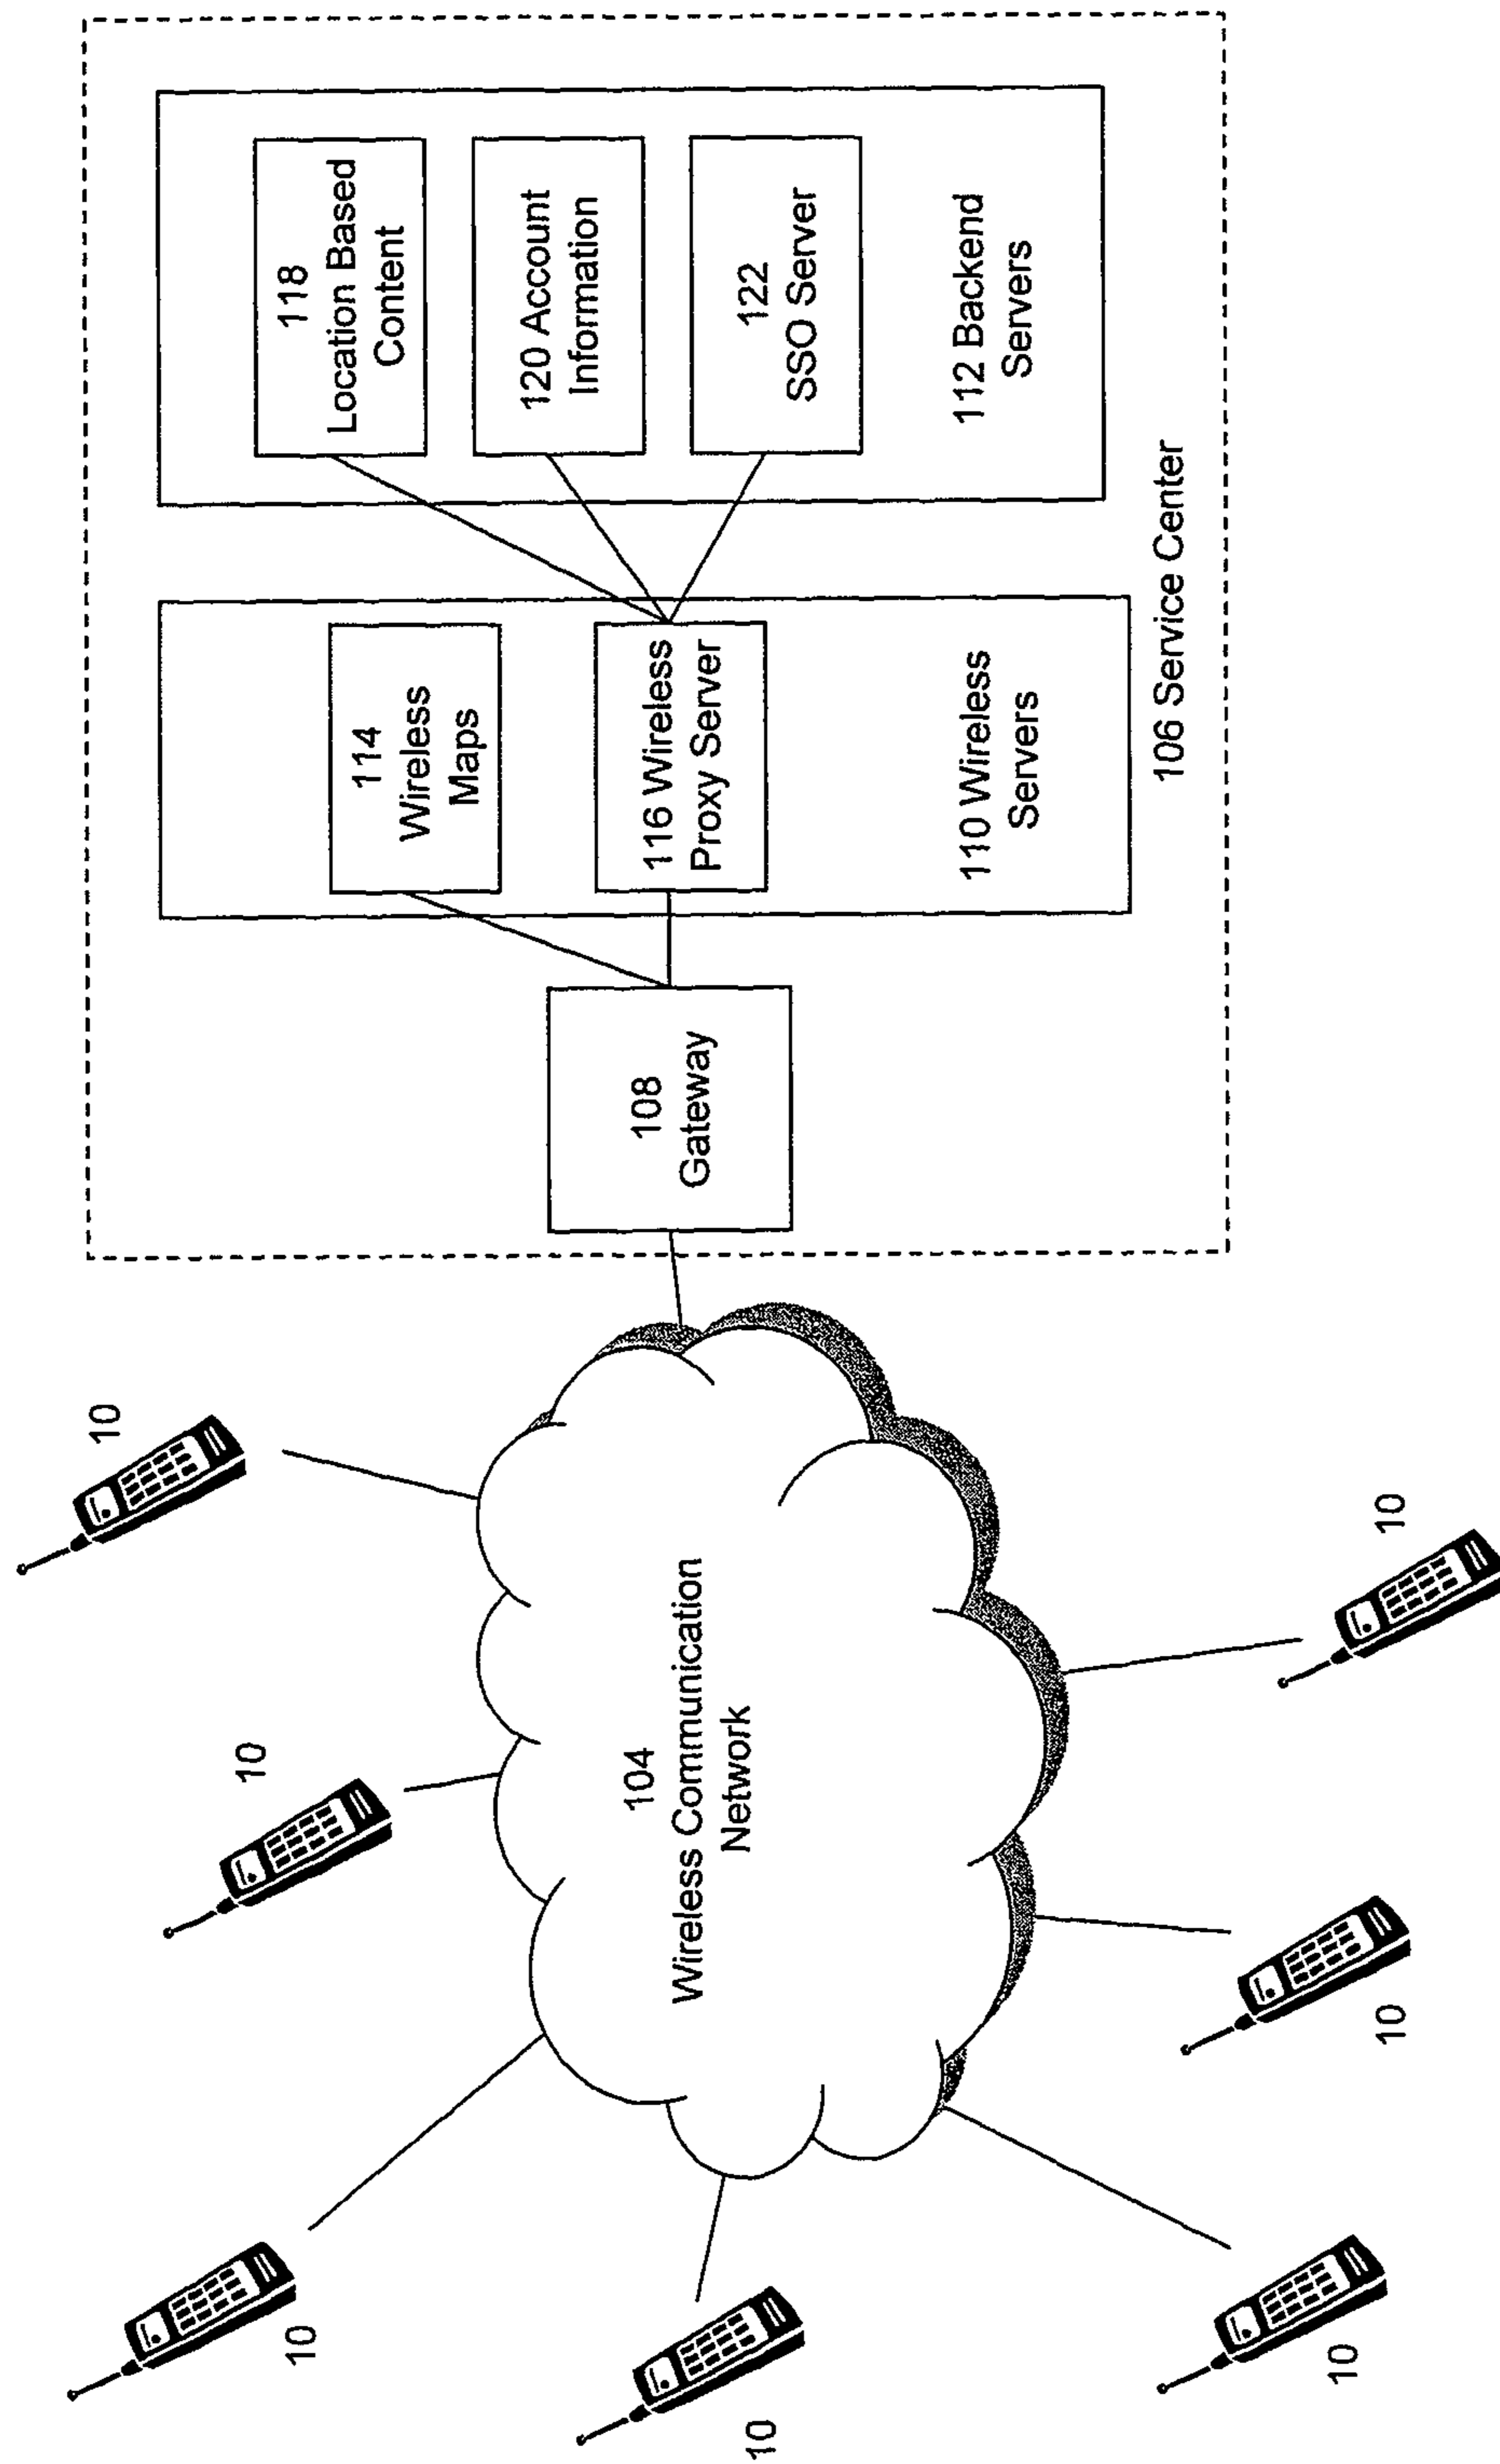 10
10
10
104
Wireless Communication
Network
10
10
10
10
108
Gateway
114
Wireless
Maps
116 Wireless
Proxy Server
110 Wireless
Servers
118
Location Based
Content
120 Account
Information
122
SSO Server
112 Backend
Servers
106 Service Center